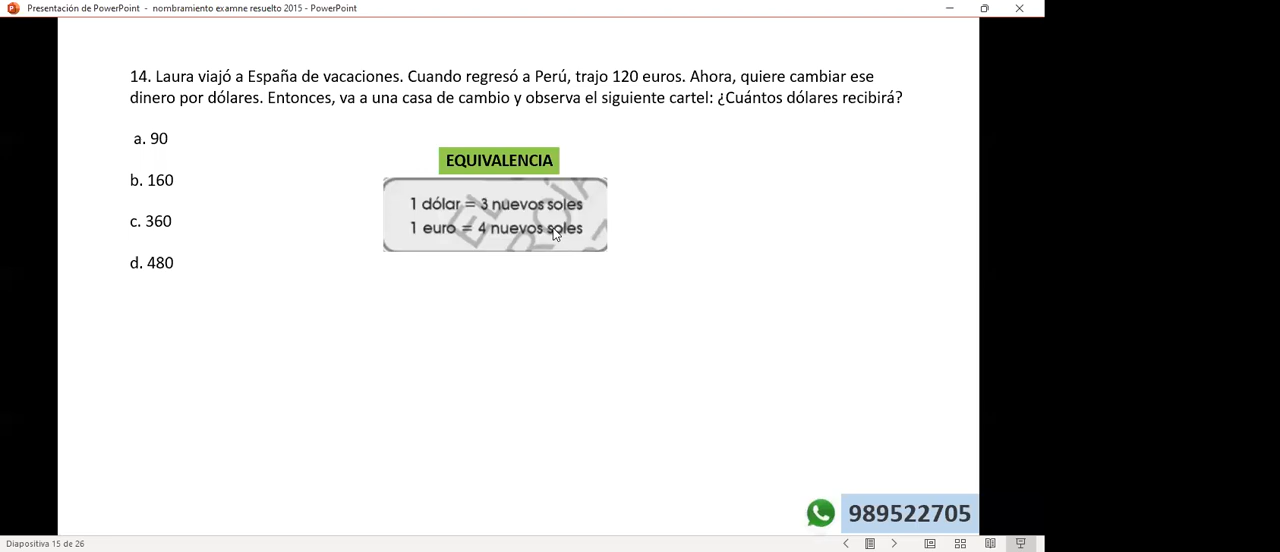 Presentación de PowerPoint - nombramiento examne resuelto 2015 - PowerPoint
14. Laura viajó a España de vacaciones. Cuando regresó a Perú, trajo 120 euros. Ahora, quiere cambiar ese
dinero por dólares. Entonces, va a una casa de cambio y observa el siguiente cartel: ¿Cuántos dólares recibirá?
a. 90
b. 160
c. 360
d. 480
EQUIVALENCIA
1 dólar = 3 nuevos soles
1 euro = 4 nuevos soles
989522705
Diapositiva 15 de 26